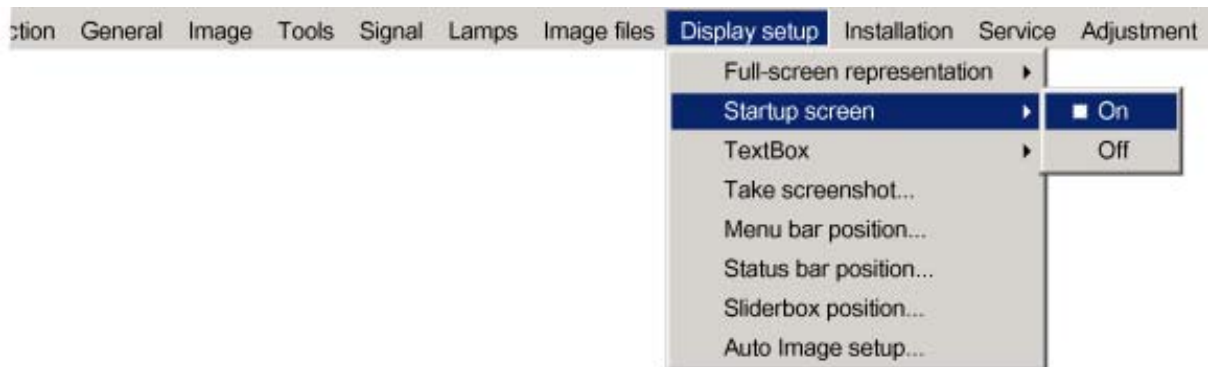 ction General Image Tools Signal Lamps Image files Display setup Installation Service Adjustment
Full-screen representation
Startup screen On
TextBox Off
Take screenshot...
Menu bar position...
Status bar position...
Sliderbox position...
Auto Image setup...